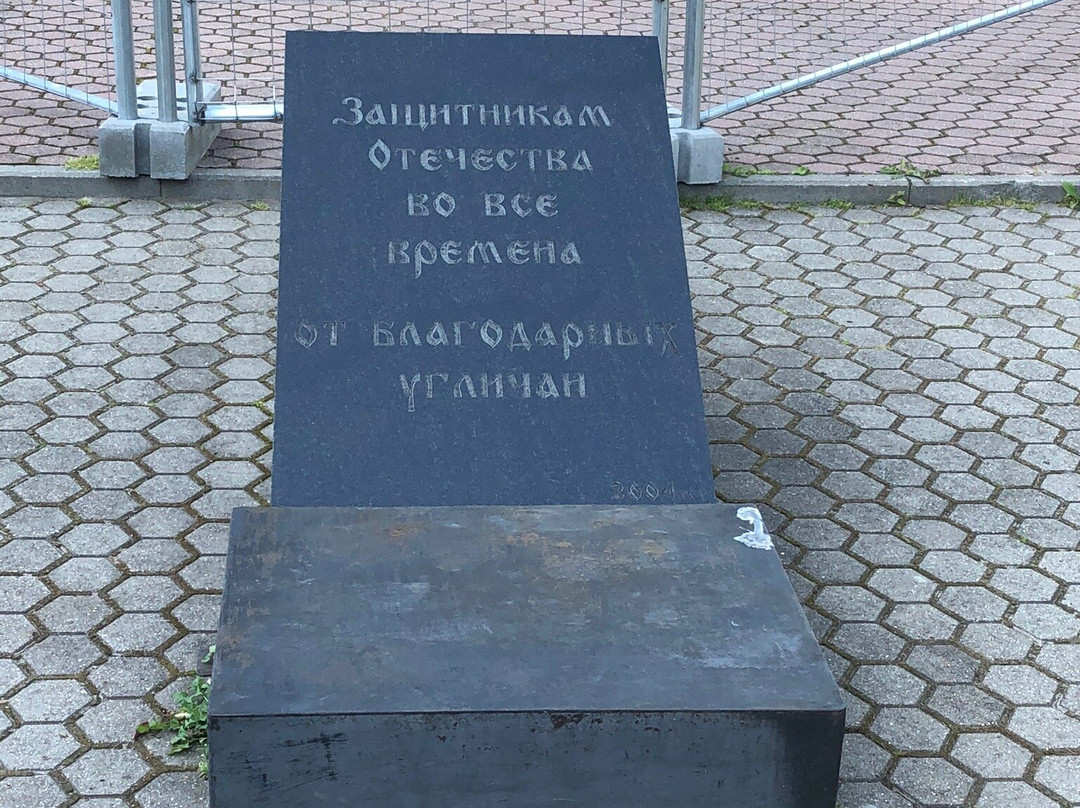 Защитникам
Отечества
во все
времена
от благодарных
угличан
2004 г.